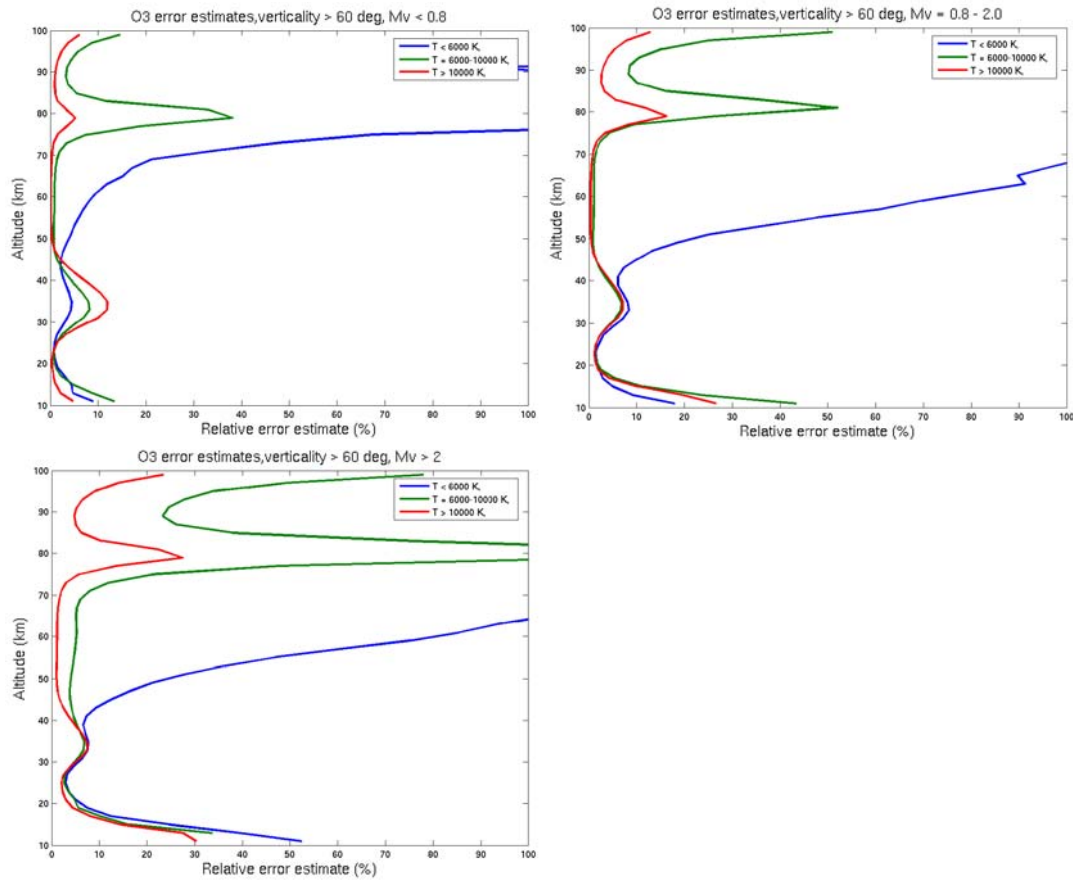 O3 error estimates,verticality > 60 deg, Mv < 0.8
T < 6000 K,
T = 6000-10000 K,
T > 10000 K,
100
90
80
70
60
50
40
30
20
10
Altitude (km)
0 10 20 30 40 50 60 70 80 90 100
Relative error estimate (%)
O3 error estimates,verticality > 60 deg, Mv = 0.8 - 2.0
T < 6000 K,
T = 6000-10000 K,
T > 10000 K,
100
90
80
70
60
50
40
30
20
10
Altitude (km)
0 10 20 30 40 50 60 70 80 90 100
Relative error estimate (%)
O3 error estimates,verticality > 60 deg, Mv > 2
T < 6000 K,
T = 6000-10000 K,
T > 10000 K,
100
90
80
70
60
50
40
30
20
10
Altitude (km)
0 10 20 30 40 50 60 70 80 90 100
Relative error estimate (%)